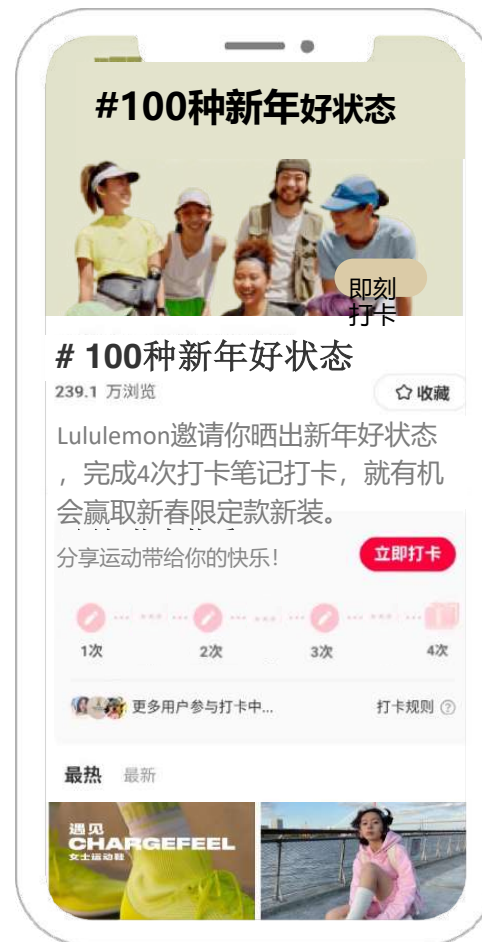 #100种新年好状态
即刻
打卡
# 100种新年好状态
239.1 万浏览
收藏
Lululemon邀请你晒出新年好状态
，完成4次打卡笔记打卡，就有机
会赢取新春限定款新装。
分享运动带给你的快乐！
立即打卡
1次
2次
3次
4次
更多用户参与打卡中...
打卡规则 ?
最热
最新
遇见
CHARGEFEEL
女士运动鞋